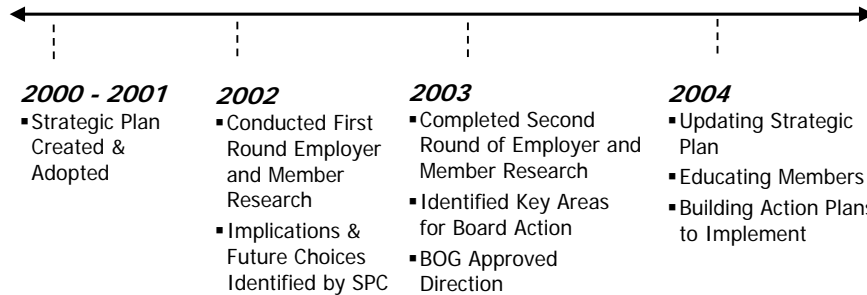 2000 - 2001
▪Strategic Plan
Created &
Adopted
2002
▪Conducted First
Round Employer
and Member
Research
▪Implications &
Future Choices
Identified by SPC
2003
▪Completed Second
Round of Employer and
Member Research
▪Identified Key Areas
for Board Action
▪BOG Approved
Direction
2004
▪Updating Strategic
Plan
▪Educating Members
▪Building Action Plans
to Implement